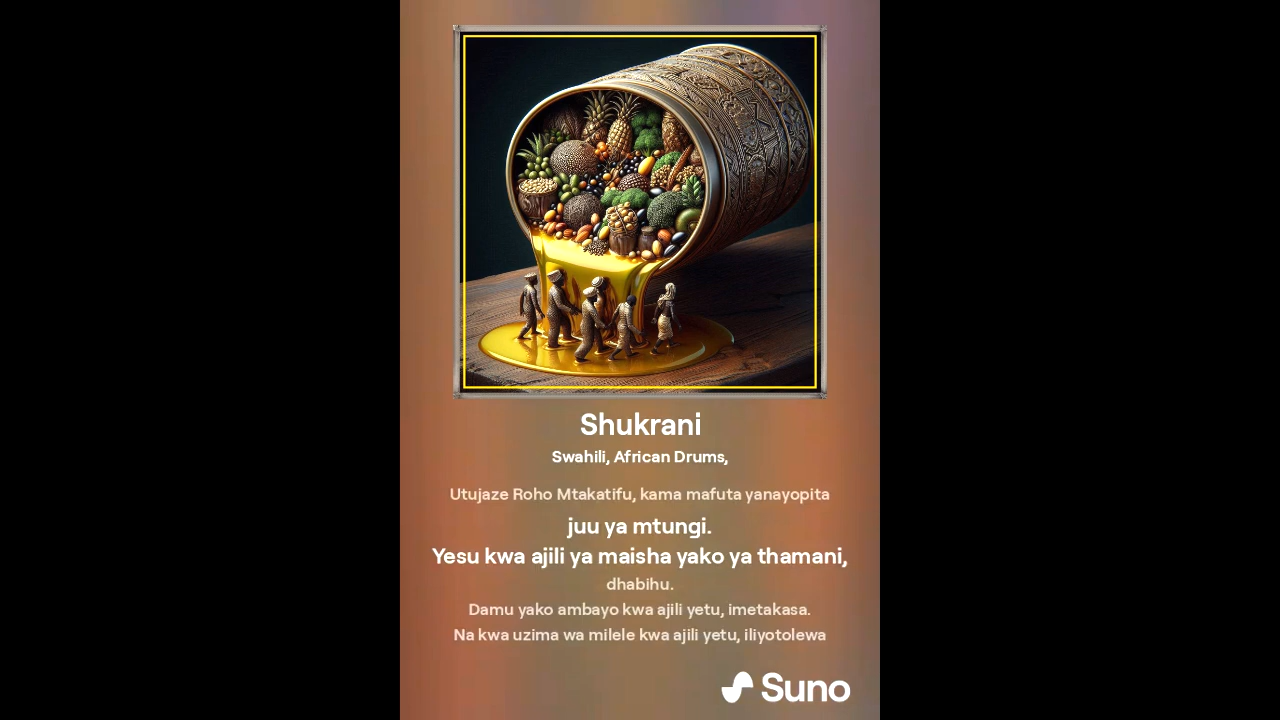 Shukrani
Swahili, African Drums,
Utujaze Roho Mtakatifu, kama mafuta yanayopita
juu ya mtungi.
Yesu kwa ajili ya maisha yako ya thamani,
dhabihu.
Damu yako ambayo kwa ajili yetu, imetakasa.
Na kwa uzima wa milele kwa ajili yetu, iliyotolewa
Suno